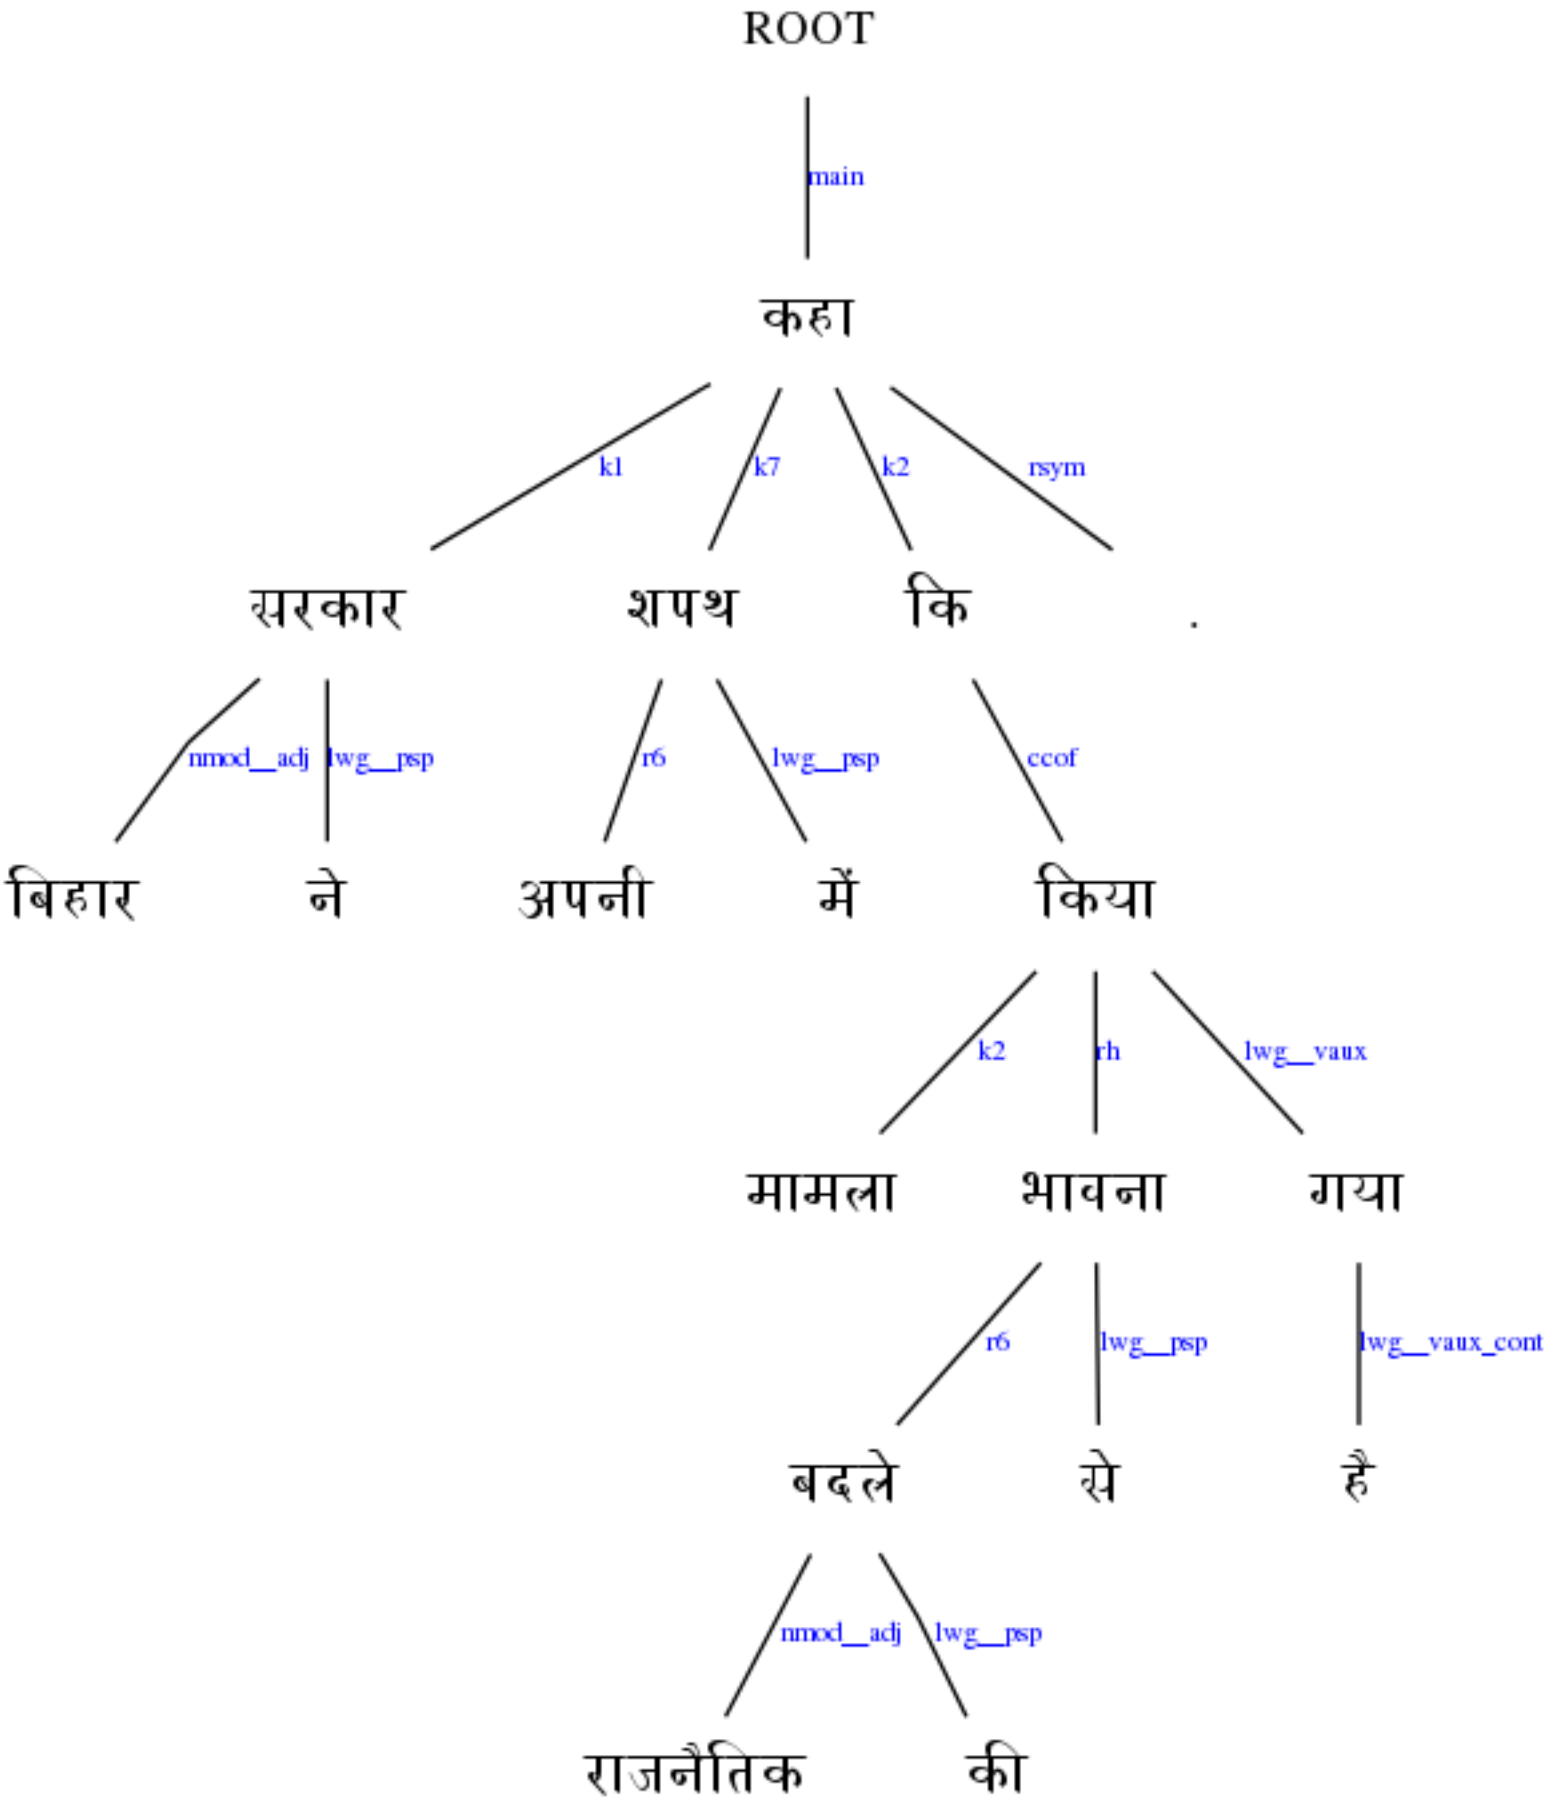 ROOT
main
कहा
k1 k7 k2 rsym
सरकार शपथ कि .
nmod__adj lwg__psp r6 lwg__psp ccof
बिहार ने अपनी में किया
k2 rh lwg__vaux
मामला भावना गया
r6 lwg__psp lwg__vaux_cont
बदले से है
nmod__adj lwg__psp
राजनैतिक की